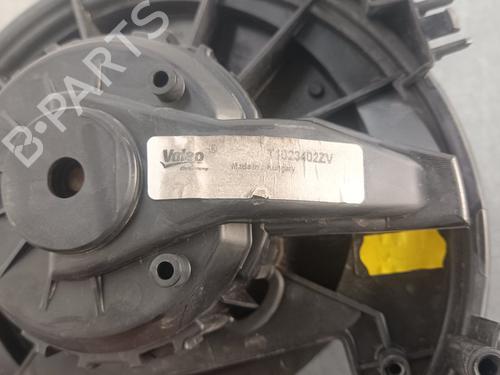 B-PARTS
Valeo T1023402ZV
Made in Hungary